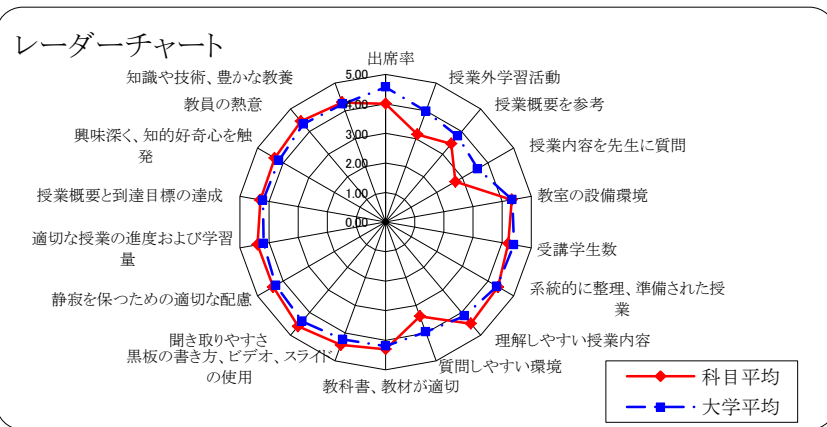 レーダーチャート
出席率
授業外学習活動
授業概要を参考
授業内容を先生に質問
教室の設備環境
受講学生数
系統的に整理、準備された授
業
理解しやすい授業内容
質問しやすい環境
教科書、教材が適切
黒板の書き方、ビデオ、スライド
の使用
聞き取りやすさ
静寂を保つための適切な配慮
適切な授業の進度および学習
量
授業概要と到達目標の達成
興味深く、知的好奇心を触
発
教員の熱意
知識や技術、豊かな教養
5.00
4.00
3.00
2.00
1.00
0.00
科目平均
大学平均